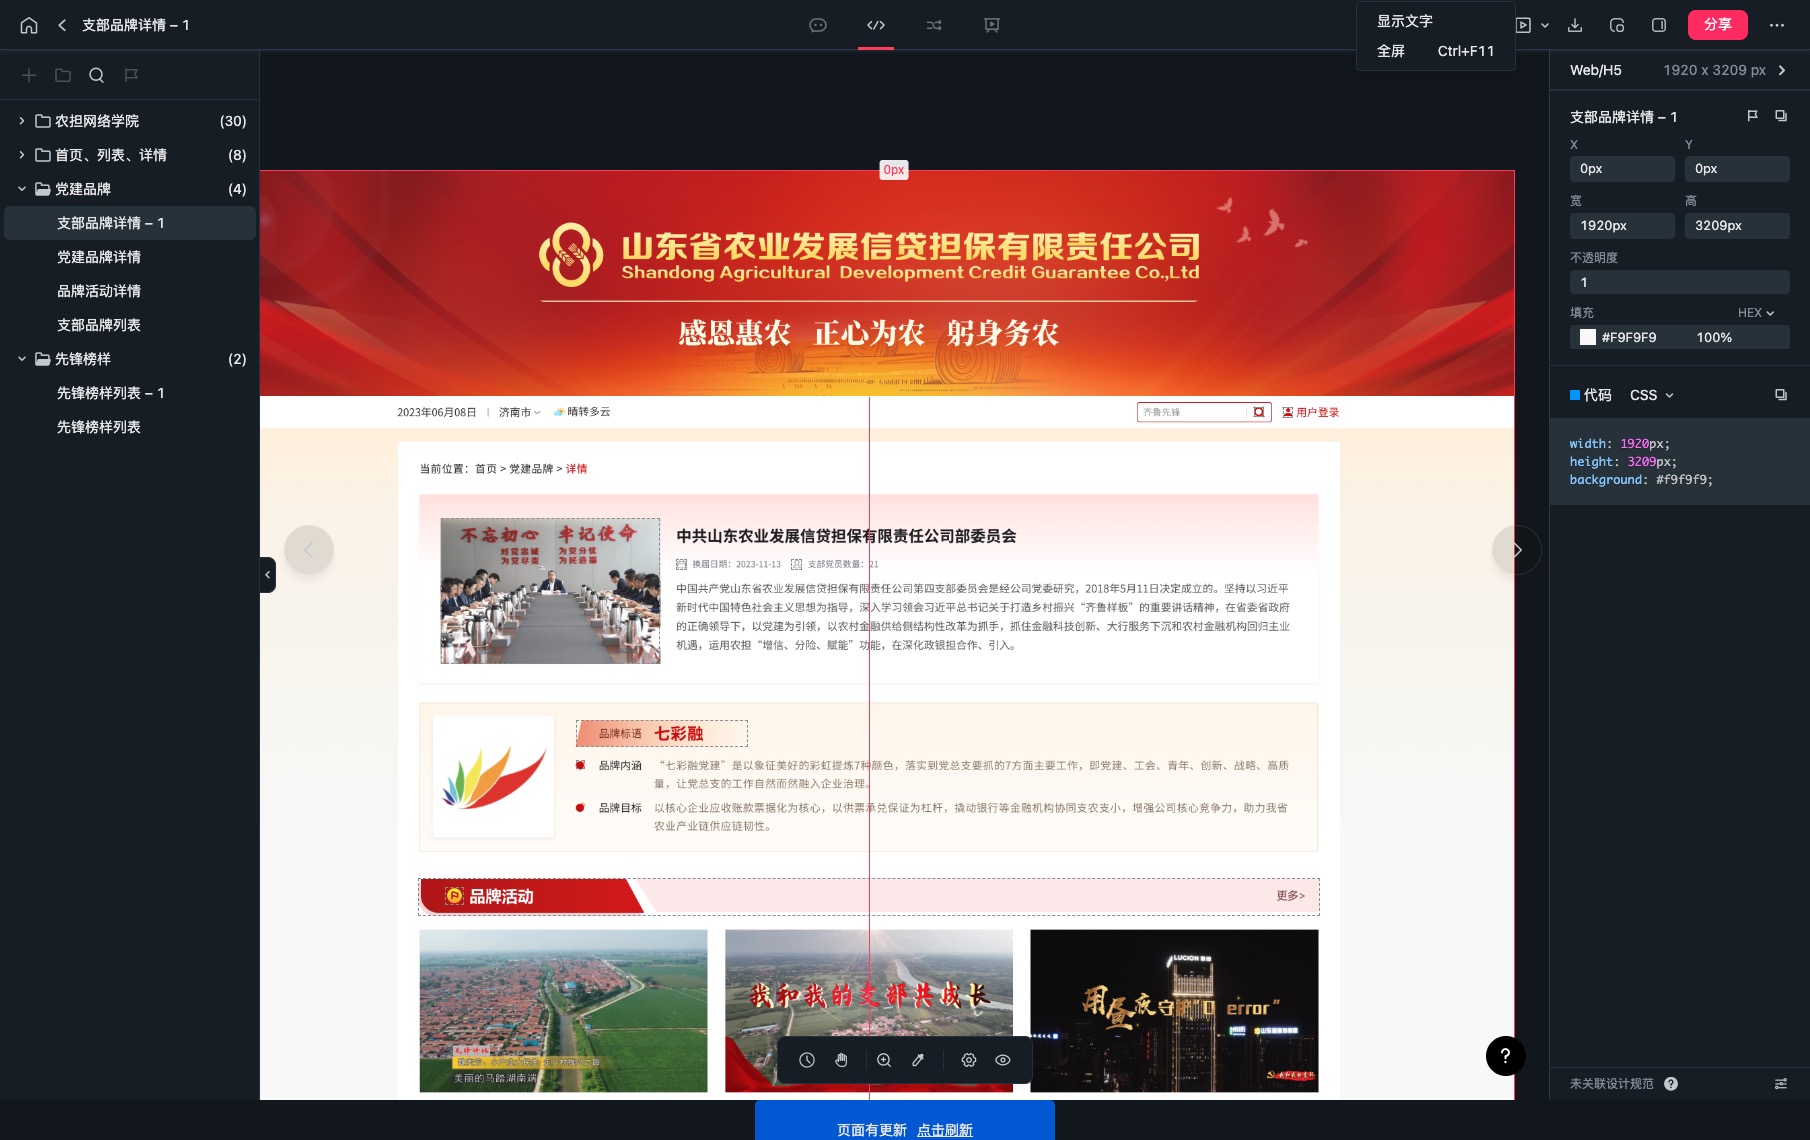 支部品牌详情 – 1
显示文字
全屏 Ctrl+F11
分享
农担网络学院 (30)
首页、列表、详情 (8)
党建品牌 (4)
支部品牌详情 – 1
党建品牌详情
品牌活动详情
支部品牌列表
先锋榜样 (2)
先锋榜样列表 – 1
先锋榜样列表
0px
山东省农业发展信贷担保有限责任公司
Shandong Agricultural Development Credit Guarantee Co.,Ltd
感恩惠农 正心为农 躬身务农
2023年06月08日 | 济南市 晴转多云
齐鲁先锋
用户登录
当前位置：首页 > 党建品牌 > 详情
不忘初心 牢记使命
对党忠诚 为党分忧
为党尽责 为民造福
中共山东农业发展信贷担保有限责任公司部委员会
换届日期：2023-11-13 支部党员数量：21
中国共产党山东省农业发展信贷担保有限责任公司第四支部委员会是经公司党委研究，2018年5月11日决定成立的。坚持以习近平
新时代中国特色社会主义思想为指导，深入学习领会习近平总书记关于打造乡村振兴“齐鲁样板”的重要讲话精神，在省委省政府
的正确领导下，以党建为引领，以农村金融供给侧结构性改革为抓手，抓住金融科技创新、大行服务下沉和农村金融机构回归主业
机遇，运用农担“增信、分险、赋能”功能，在深化政银担合作、引入。
品牌标语 七彩融
品牌内涵 “七彩融党建”是以象征美好的彩虹提炼7种颜色，落实到党总支要抓的7方面主要工作，即党建、工会、青年、创新、战略、高质
量，让党总支的工作自然而然融入企业治理。
品牌目标 以核心企业应收账款票据化为核心，以供票承兑保证为杠杆，撬动银行等金融机构协同支农支小，增强公司核心竞争力，助力我省
农业产业链供应链韧性。
品牌活动
更多>
美丽的马踏湖南端
我和我的支部共成长
LUCION
用昼夜守护“0 error”
页面有更新 点击刷新
Web/H5 1920 x 3209 px
支部品牌详情 – 1
X Y
0px 0px
宽 高
1920px 3209px
不透明度
1
填充 HEX
#F9F9F9 100%
代码 CSS
width: 1920px;
height: 3209px;
background: #f9f9f9;
?
未关联设计规范 ?